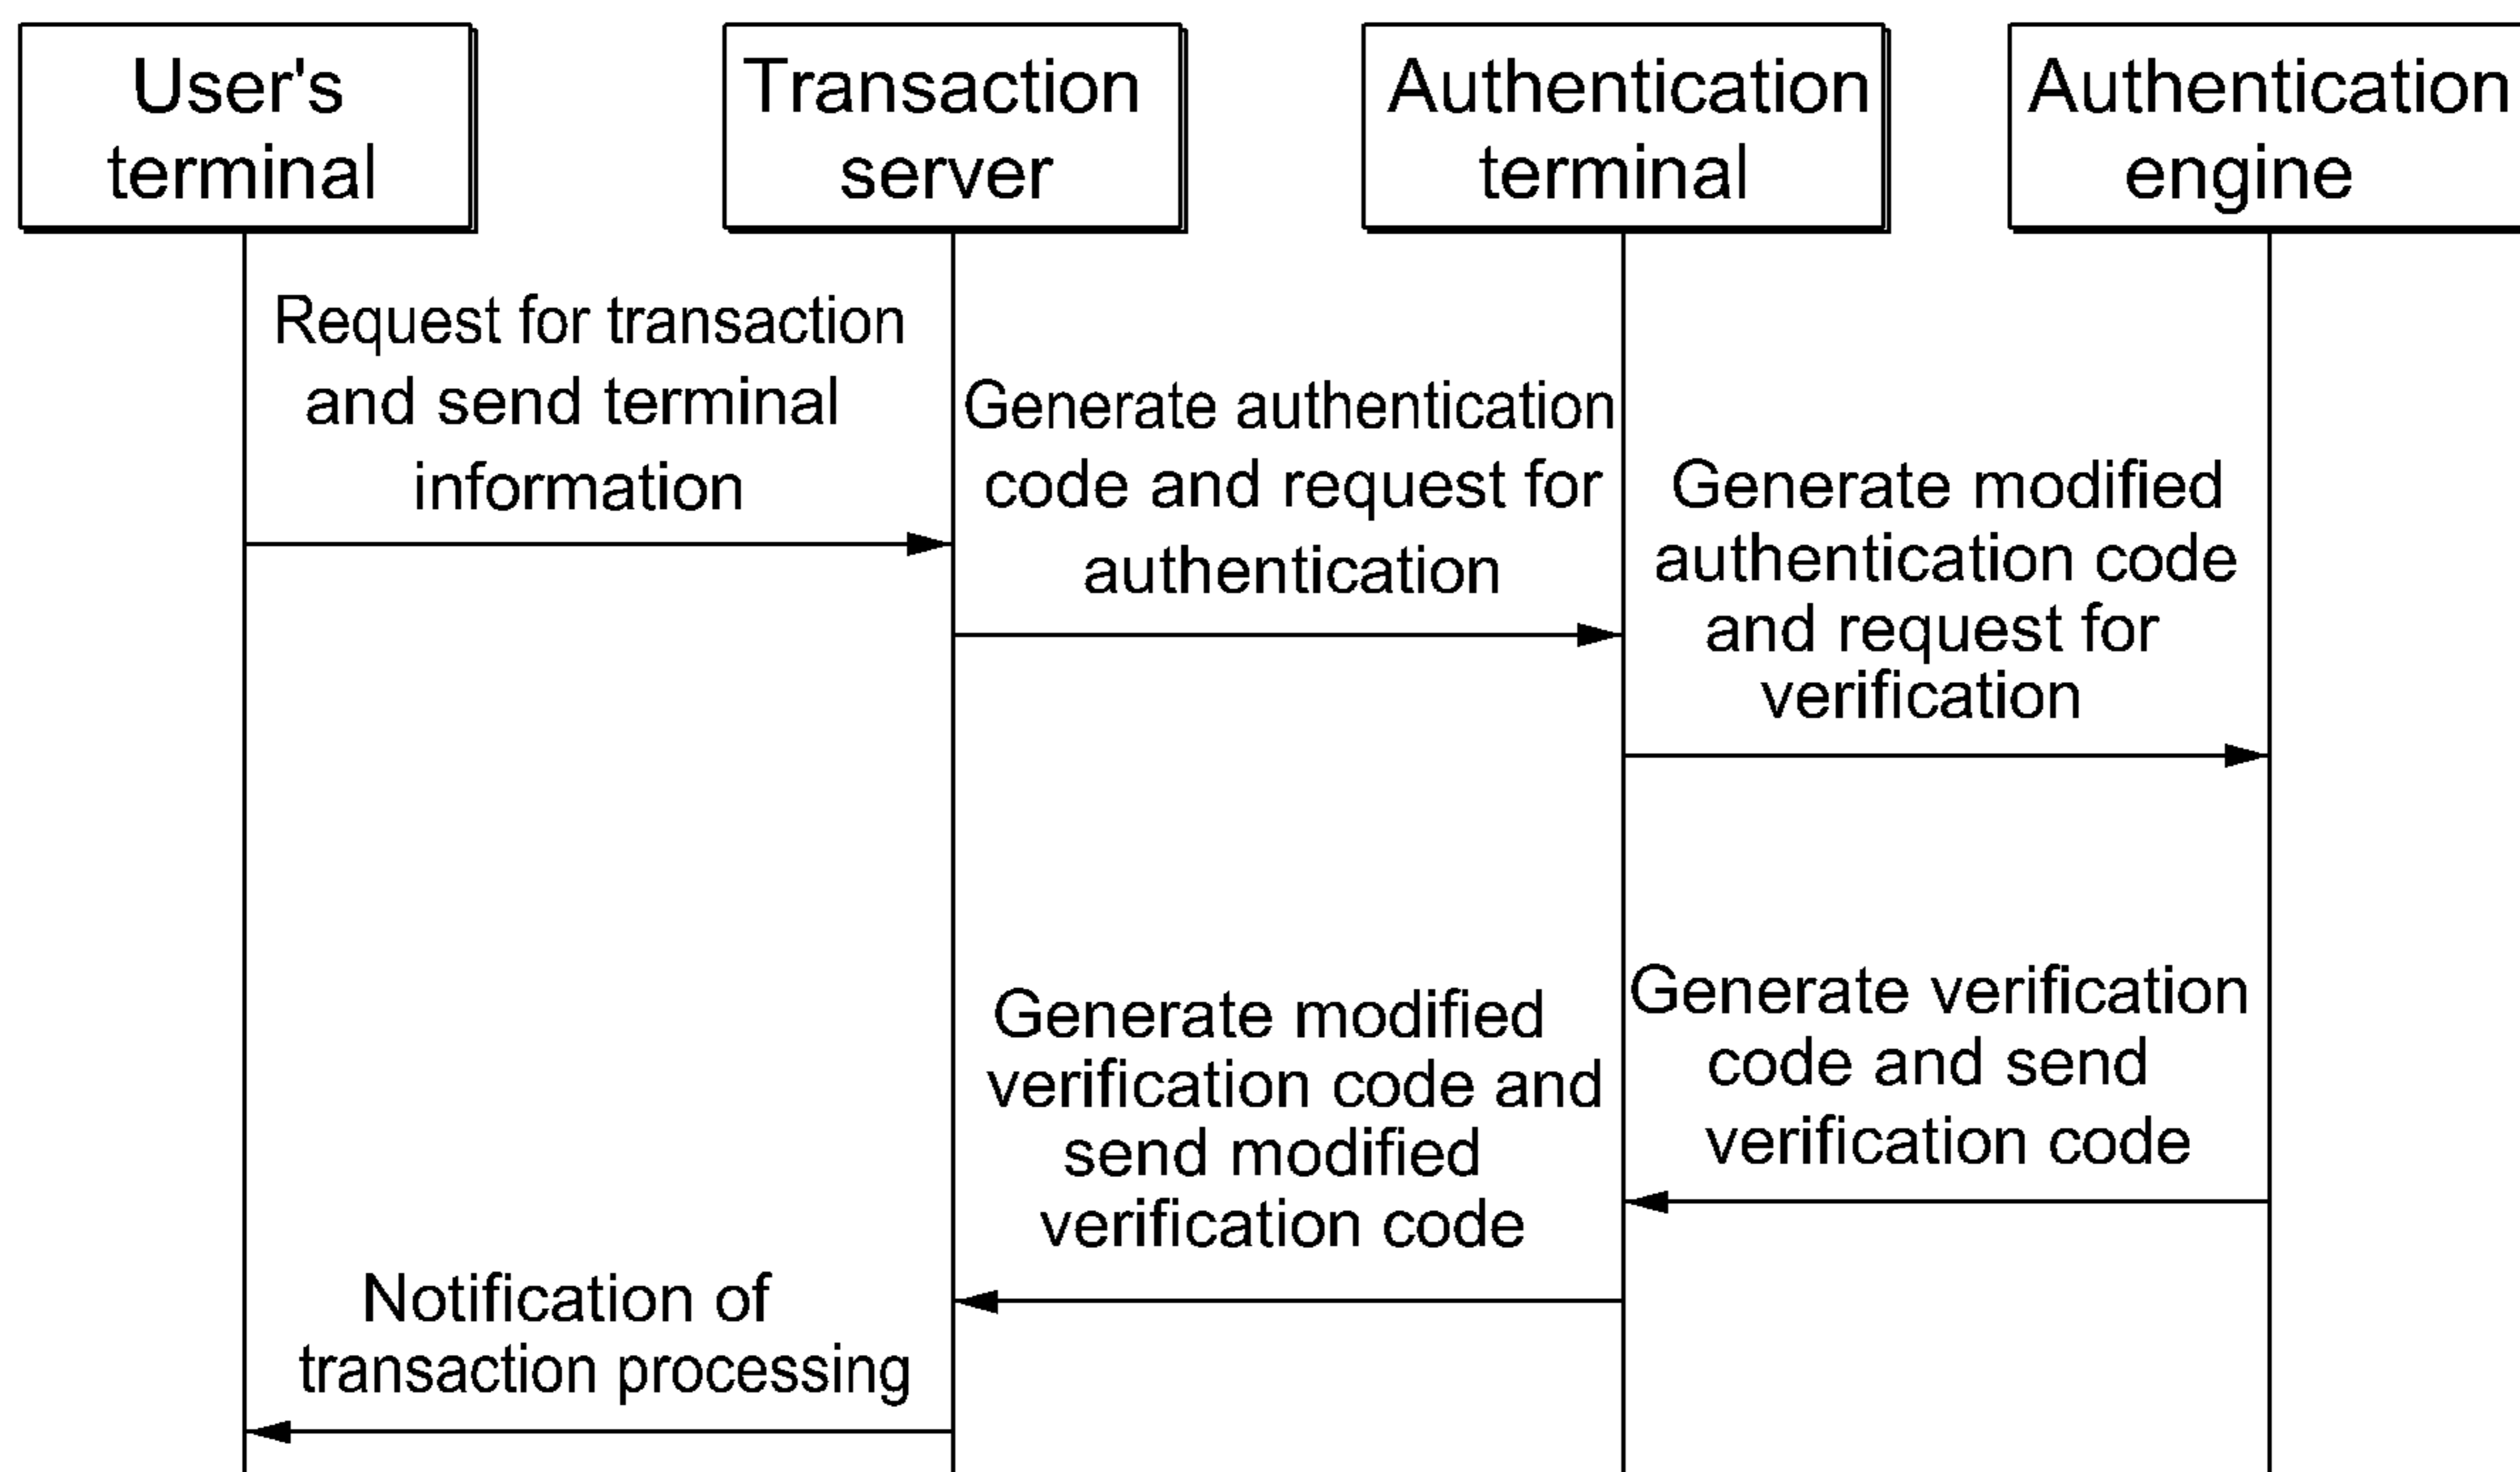 User's
terminal
Transaction
server
Authentication
terminal
Authentication
engine
Request for transaction
and send terminal
information
Generate authentication
code and request for
authentication
Generate modified
authentication code
and request for
verification
Generate verification
code and send
verification code
Generate modified
verification code and
send modified
verification code
Notification of
transaction processing